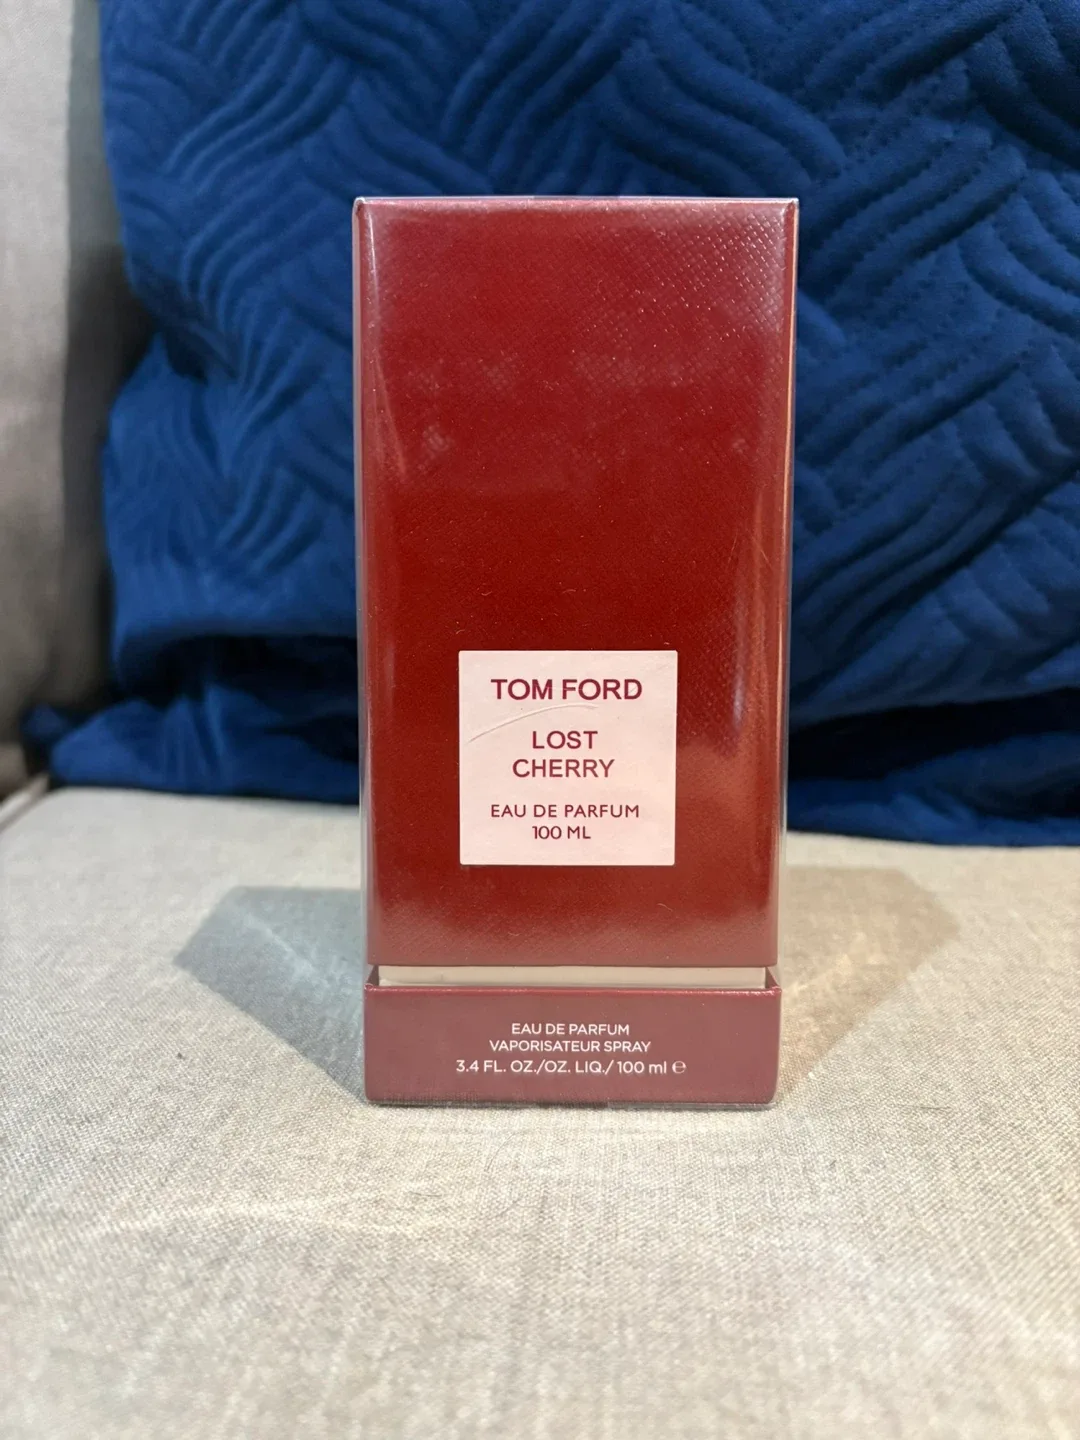 TOM FORD
LOST
CHERRY
EAU DE PARFUM
100 ML
EAU DE PARFUM
VAPORISATEUR SPRAY
3.4 FL. OZ./OZ. LIQ./ 100 ml ℮